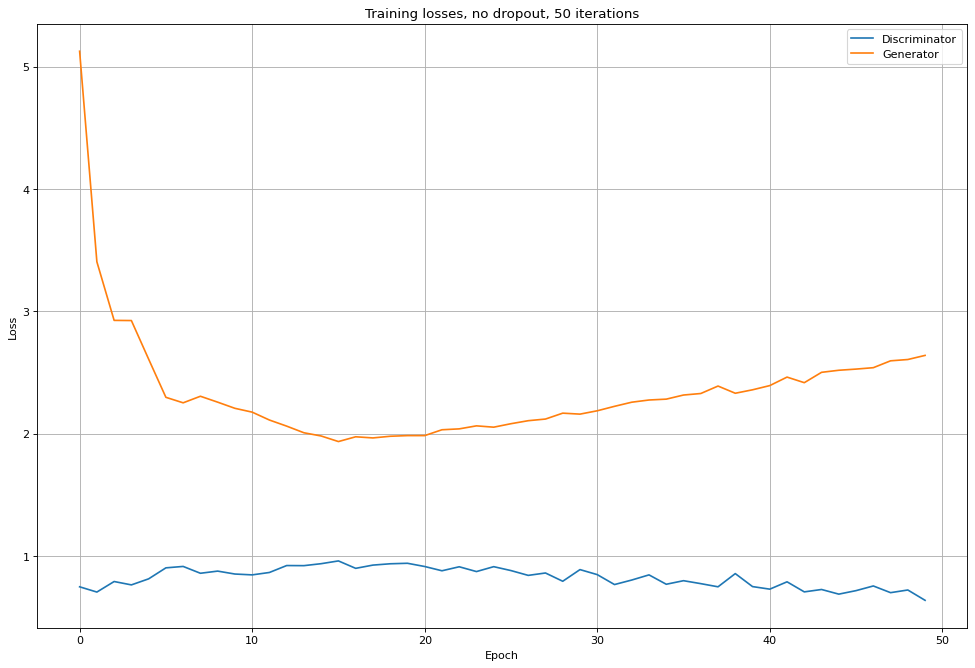 Training losses, no dropout, 50 iterations
Discriminator
Generator
5
4
3
2
1
Loss
0 10 20 30 40 50
Epoch